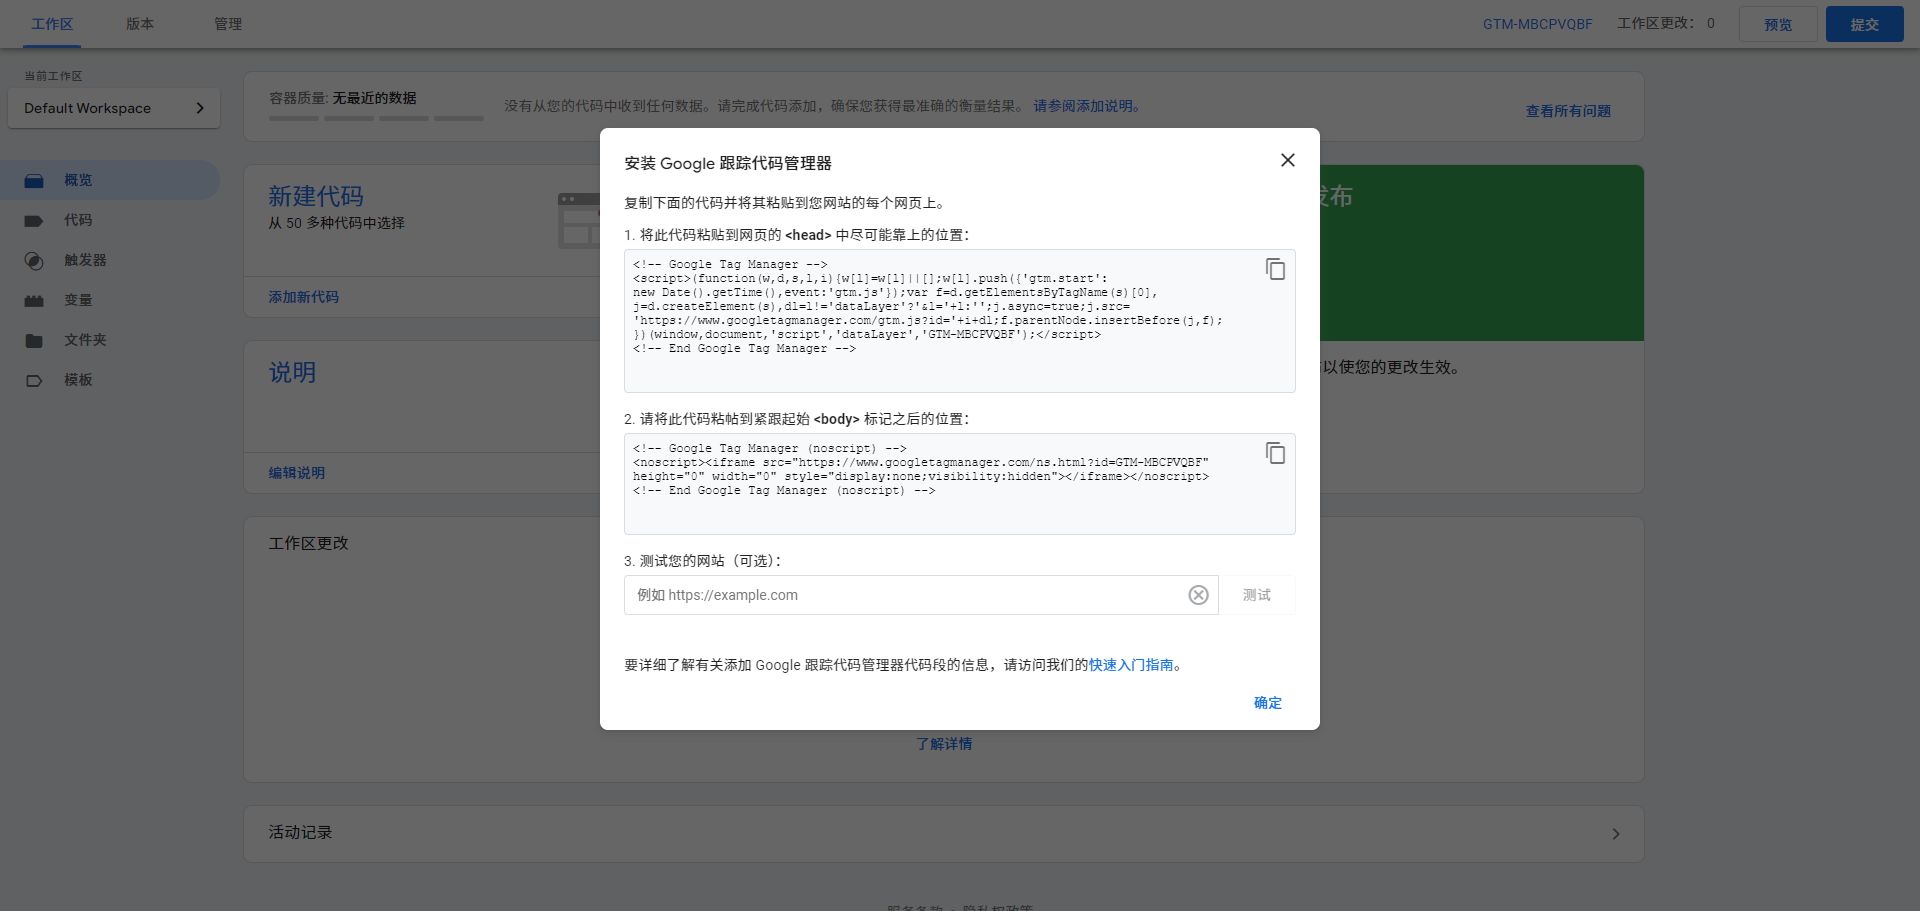 工作区
版本
管理
GTM-MBCPVQBF
工作区更改： 0
预览
提交
当前工作区
Default Workspace
概览
代码
触发器
变量
文件夹
模板
容器质量: 无最近的数据
没有从您的代码中收到任何数据。请完成代码添加，确保您获得最准确的衡量结果。 请参阅添加说明。
查看所有问题
新建代码
从 50 多种代码中选择
添加新代码
说明
编辑说明
发布
以使您的更改生效。
安装 Google 跟踪代码管理器
复制下面的代码并将其粘贴到您网站的每个网页上。
1. 将此代码粘贴到网页的 <head> 中尽可能靠上的位置：
<!-- Google Tag Manager -->
<script>(function(w,d,s,l,i){w[l]=w[l]||[];w[l].push({'gtm.start':
new Date().getTime(),event:'gtm.js'});var f=d.getElementsByTagName(s)[0],
j=d.createElement(s),dl=l!='dataLayer'?'&l='+l:'';j.async=true;j.src=
'https://www.googletagmanager.com/gtm.js?id='+i+dl;f.parentNode.insertBefore(j,f);
})(window,document,'script','dataLayer','GTM-MBCPVQBF');</script>
<!-- End Google Tag Manager -->
2. 请将此代码粘帖到紧跟起始 <body> 标记之后的位置：
<!-- Google Tag Manager (noscript) -->
<noscript><iframe src="https://www.googletagmanager.com/ns.html?id=GTM-MBCPVQBF"
height="0" width="0" style="display:none;visibility:hidden"></iframe></noscript>
<!-- End Google Tag Manager (noscript) -->
3. 测试您的网站（可选）：
例如 https://example.com
测试
要详细了解有关添加 Google 跟踪代码管理器代码段的信息，请访问我们的快速入门指南。
确定
工作区更改
了解详情
活动记录